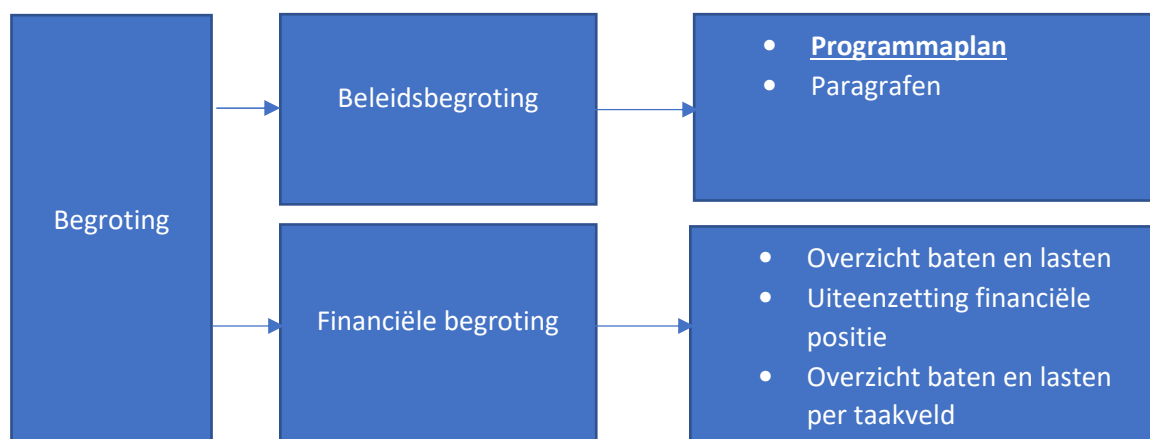 Begroting
Beleidsbegroting
• Programmaplan
• Paragrafen
Financiële begroting
• Overzicht baten en lasten
• Uiteenzetting financiële
positie
• Overzicht baten en lasten
per taakveld